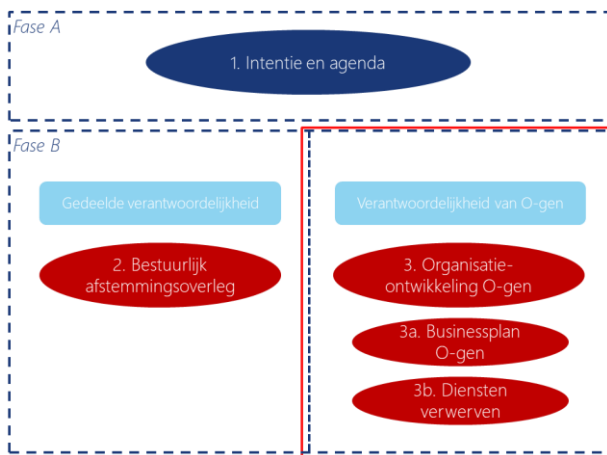 Fase A
1. Intentie en agenda
Fase B
Gedeelde verantwoordelijkheid
2. Bestuurlijk
afstemmingsoverleg
Verantwoordelijkheid van O-gen
3. Organisatie-
ontwikkeling O-gen
3a. Businessplan
O-gen
3b. Diensten
verwerven